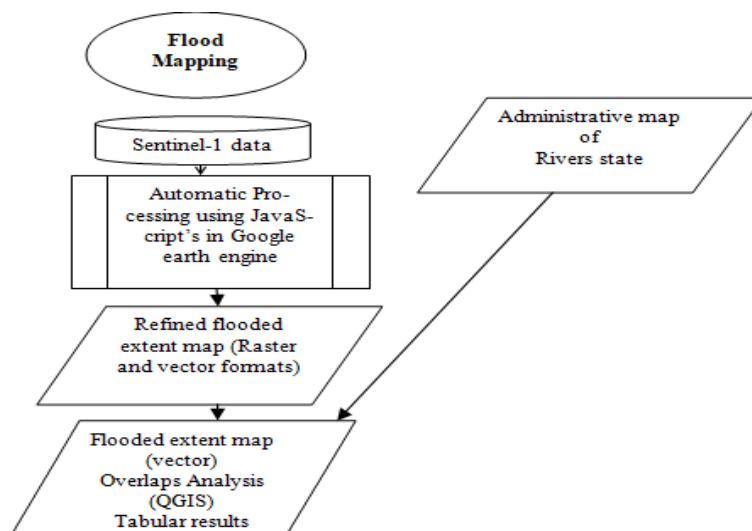 Flood
Mapping
Sentinel-1 data
Automatic Pro-
cessing using JavaS-
cript's in Google
earth engine
Refined flooded
extent map (Raster
and vector formats)
Flooded extent map
(vector)
Overlaps Analysis
(QGIS)
Tabular results
Administrative map
of
Rivers state